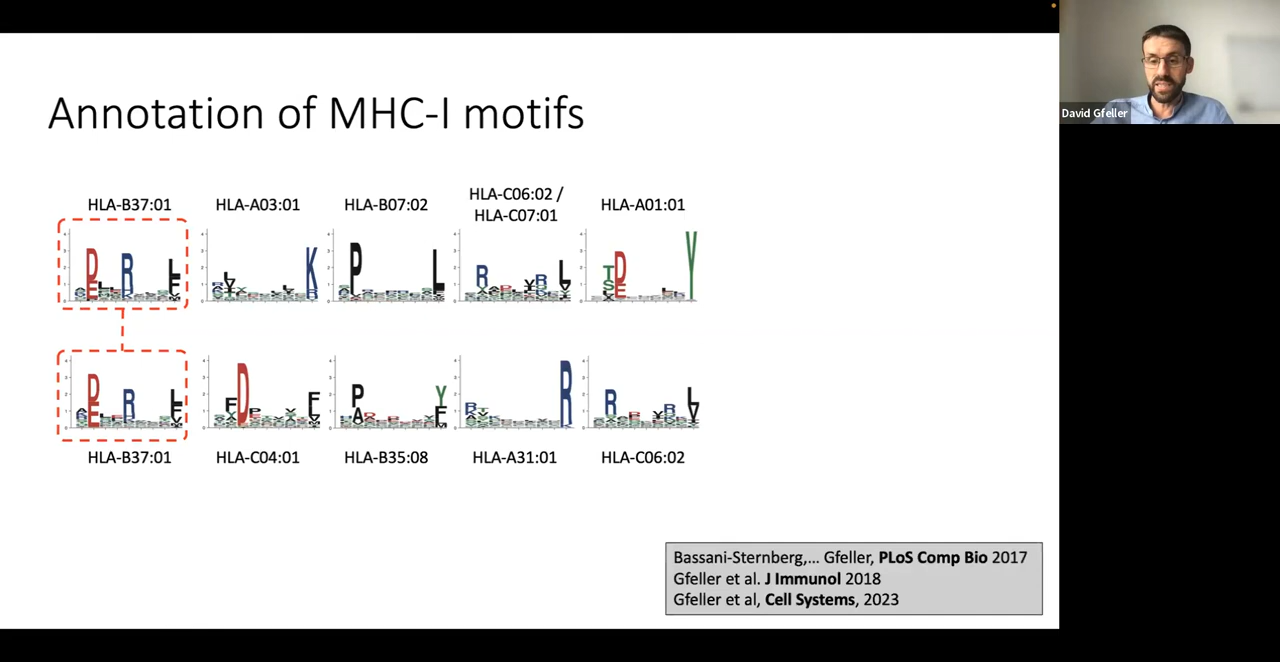 Annotation of MHC-I motifs
David Gfeller
HLA-B37:01
HLA-A03:01
HLA-B07:02
HLA-C06:02 /
HLA-C07:01
HLA-A01:01
HLA-B37:01
HLA-C04:01
HLA-B35:08
HLA-A31:01
HLA-C06:02
Bassani-Sternberg,... Gfeller, PLoS Comp Bio 2017
Gfeller et al. J Immunol 2018
Gfeller et al, Cell Systems, 2023